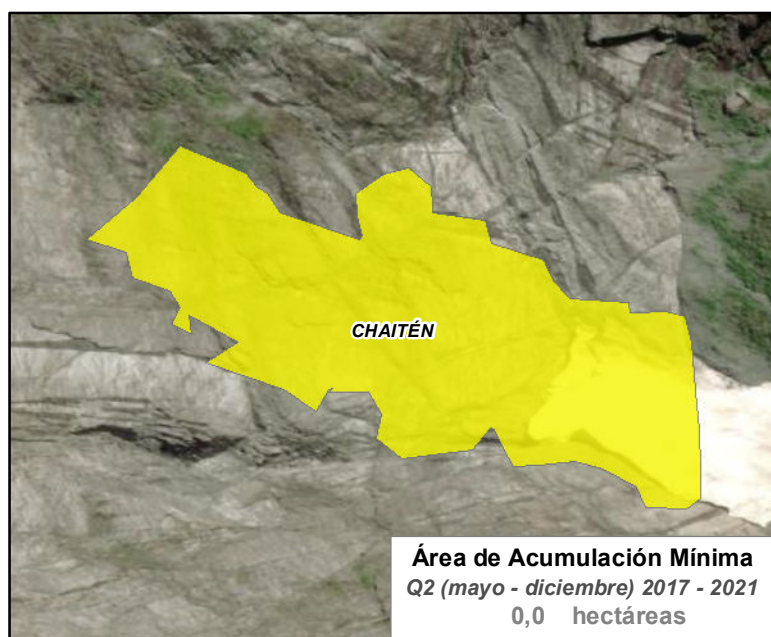 CHAITÉN
Área de Acumulación Mínima
Q2 (mayo - diciembre) 2017 - 2021
0,0 hectáreas